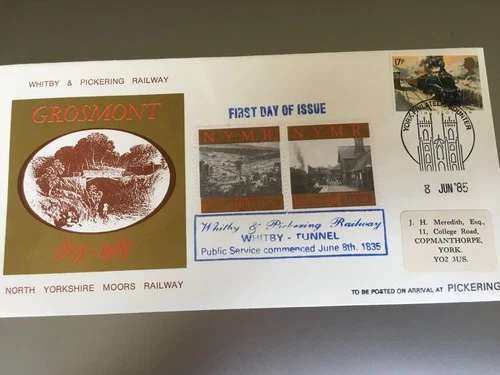 WHITBY & PICKERING RAILWAY
GROSMONT
1835-1985
NORTH YORKSHIRE MOORS RAILWAY
FIRST DAY OF ISSUE
N.Y.M.R.
N.Y.M.R.
Whitby & Pickering Railway
WHITBY - TUNNEL
Public Service commenced June 8th, 1835
17P
YORK
8 JUN '85
J. H. Meredith, Esq.,
11, College Road,
COPMANTHORPE,
YORK.
YO2 3US.
TO BE POSTED ON ARRIVAL AT PICKERING